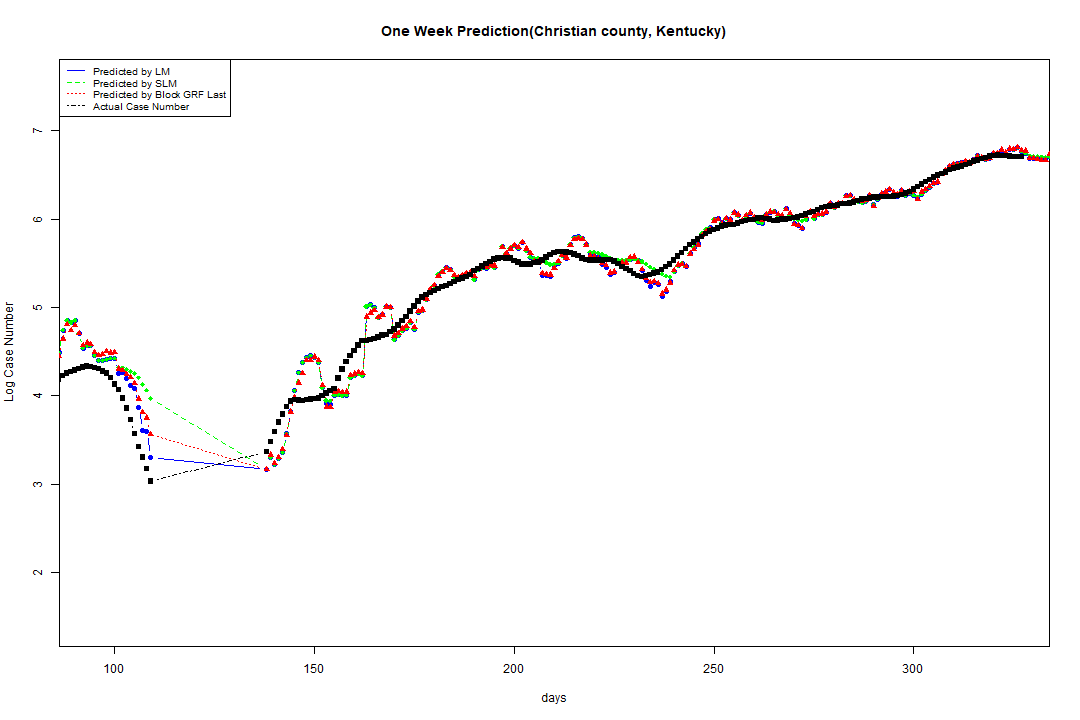 One Week Prediction(Christian county, Kentucky)
Predicted by LM
Predicted by SLM
Predicted by Block GRF Last
Actual Case Number
7
6
5
4
3
2
Log Case Number
100 150 200 250 300
days